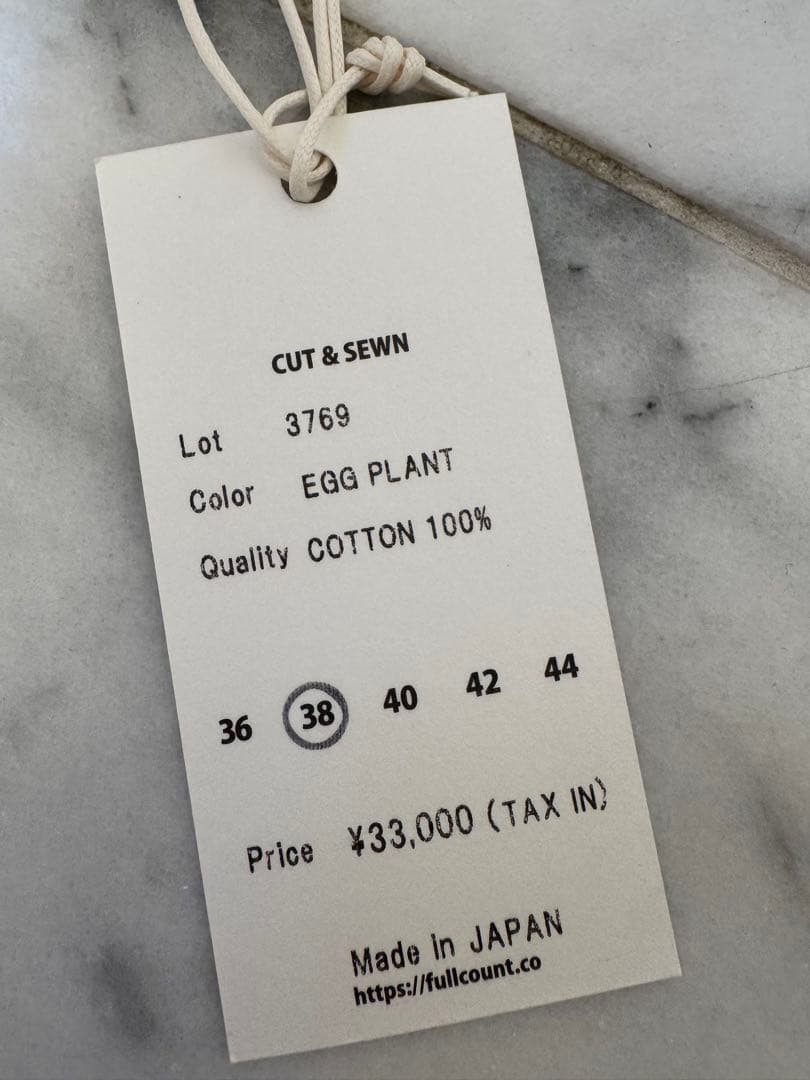 CUT & SEWN
Lot 3769
Color EGG PLANT
Quality COTTON 100%
36 38 40 42 44
Price ¥33,000 (TAX IN)
Made in JAPAN
https://fullcount.co